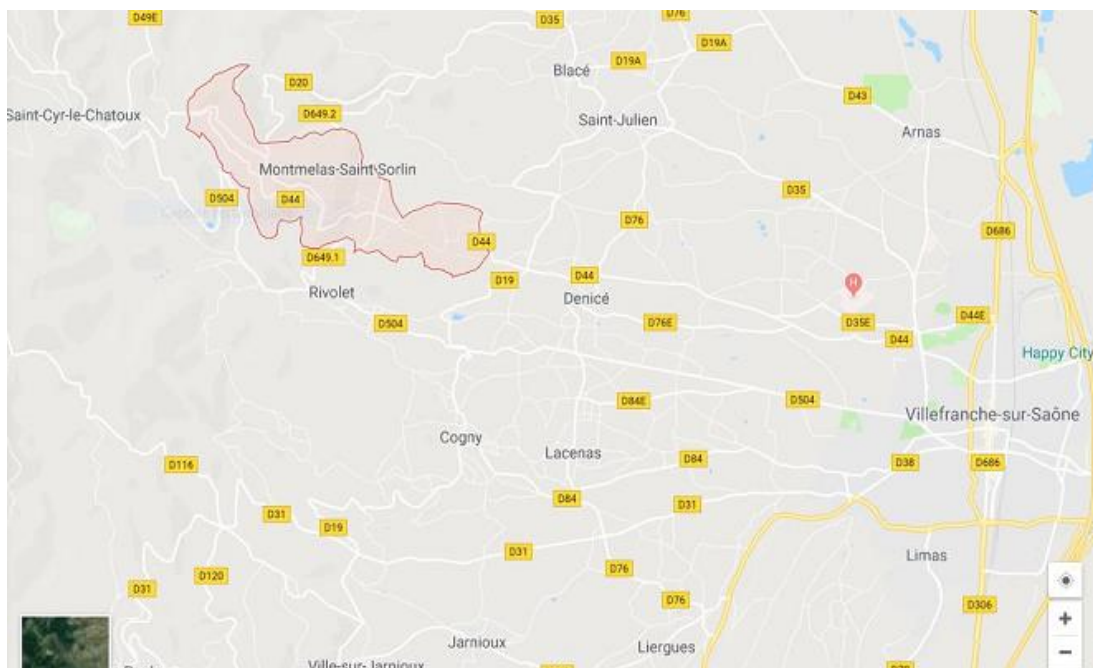 D49E
D35
D76
D19A
Blacé
D19A
D20
D43
Saint-Cyr-le-Chatoux
D649.2
Saint-Julien
Arnas
Montmelas-Saint-Sorlin
D504
D44
D35
D76
D686
D44
D649.1
D19
D44
H
Rivolet
Denicé
D504
D76E
D35E
D44E
D44
Happy City
D84E
D504
Villefranche-sur-Saône
Cogny
Lacenas
D116
D84
D38
D686
D84
D31
D31
D19
D31
Limas
D120
D76
D31
D76
D306
+
Jarnioux
Liergues
−
Ville-sur-Jarnioux